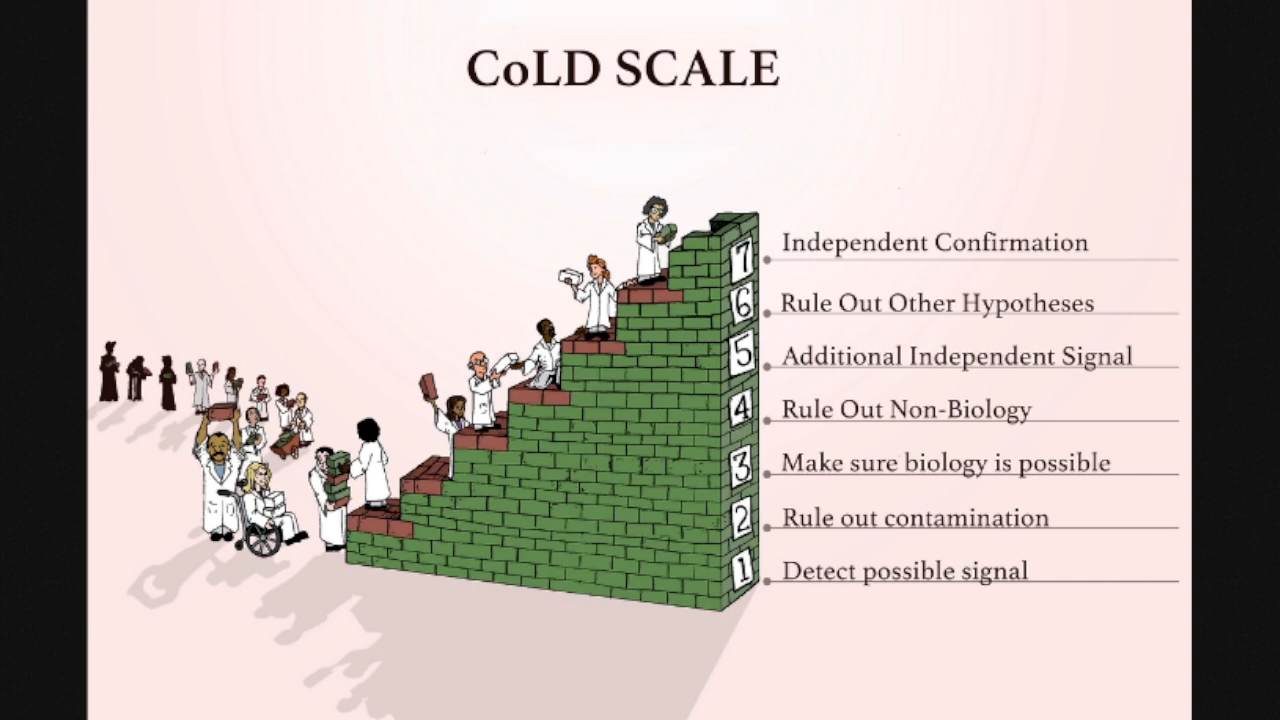 CoLD SCALE
7 Independent Confirmation
6 Rule Out Other Hypotheses
5 Additional Independent Signal
4 Rule Out Non-Biology
3 Make sure biology is possible
2 Rule out contamination
1 Detect possible signal